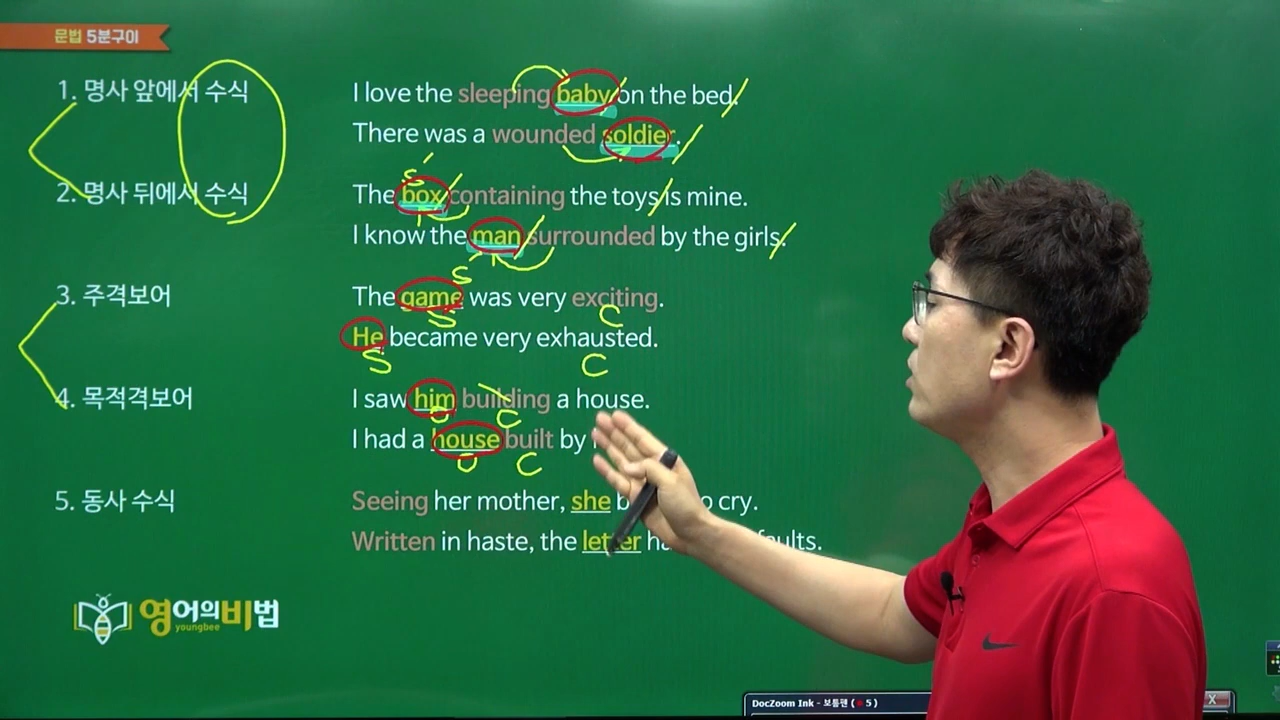 문법 5분구이
1. 명사 앞에서 수식
I love the sleeping baby on the bed.
There was a wounded soldier.
2. 명사 뒤에서 수식
The box containing the toys is mine.
I know the man surrounded by the girls.
3. 주격보어
The game was very exciting.
He became very exhausted.
4. 목적격보어
I saw him building a house.
I had a house built by
5. 동사 수식
Seeing her mother, she cry.
Written in haste, the letter
영어의비법
youngbee
DocZoom Ink - 보통펜 ( 5 )
S
S
S
C
S
C
O
C
O
C